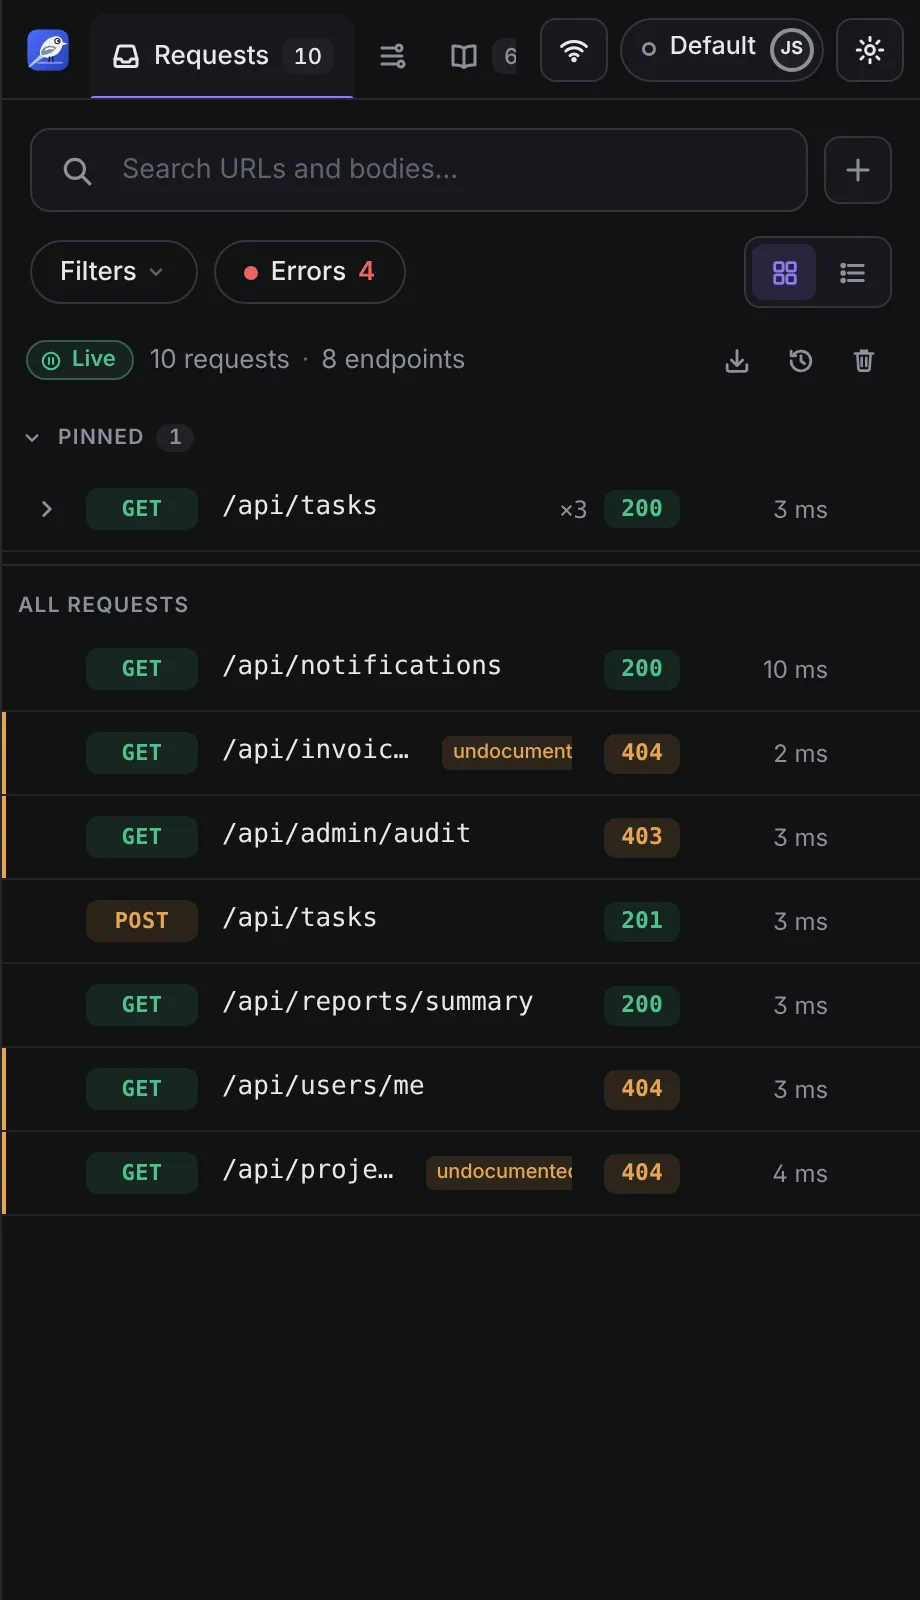 Requests 10 6 Default JS
Search URLs and bodies...
Filters Errors 4
Live 10 requests · 8 endpoints
PINNED 1
GET /api/tasks ×3 200 3 ms
ALL REQUESTS
GET /api/notifications 200 10 ms
GET /api/invoic… undocument 404 2 ms
GET /api/admin/audit 403 3 ms
POST /api/tasks 201 3 ms
GET /api/reports/summary 200 3 ms
GET /api/users/me 404 3 ms
GET /api/proje… undocumented 404 4 ms